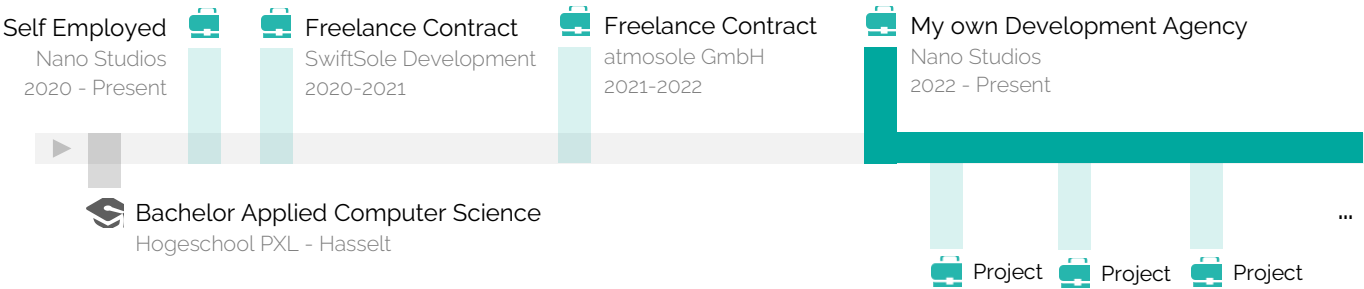 Self Employed
Nano Studios
2020 - Present
Freelance Contract
SwiftSole Development
2020-2021
Freelance Contract
atmosole GmbH
2021-2022
My own Development Agency
Nano Studios
2022 - Present
Bachelor Applied Computer Science
Hogeschool PXL - Hasselt
...
Project
Project
Project